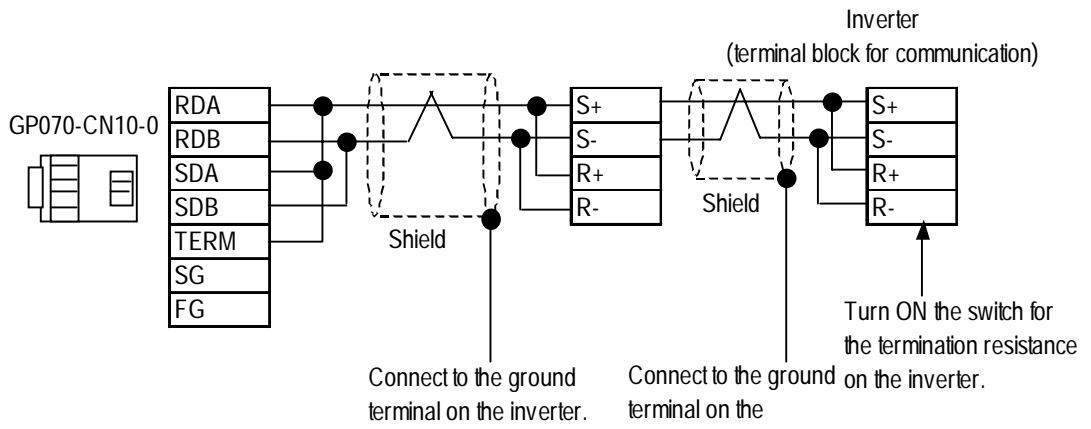 Inverter
(terminal block for communication)
GP070-CN10-0
RDA
RDB
SDA
SDB
TERM
SG
FG
Shield
S+
S-
R+
R-
Shield
S+
S-
R+
R-
Connect to the ground
terminal on the inverter.
Connect to the ground
terminal on the
Turn ON the switch for
the termination resistance
on the inverter.